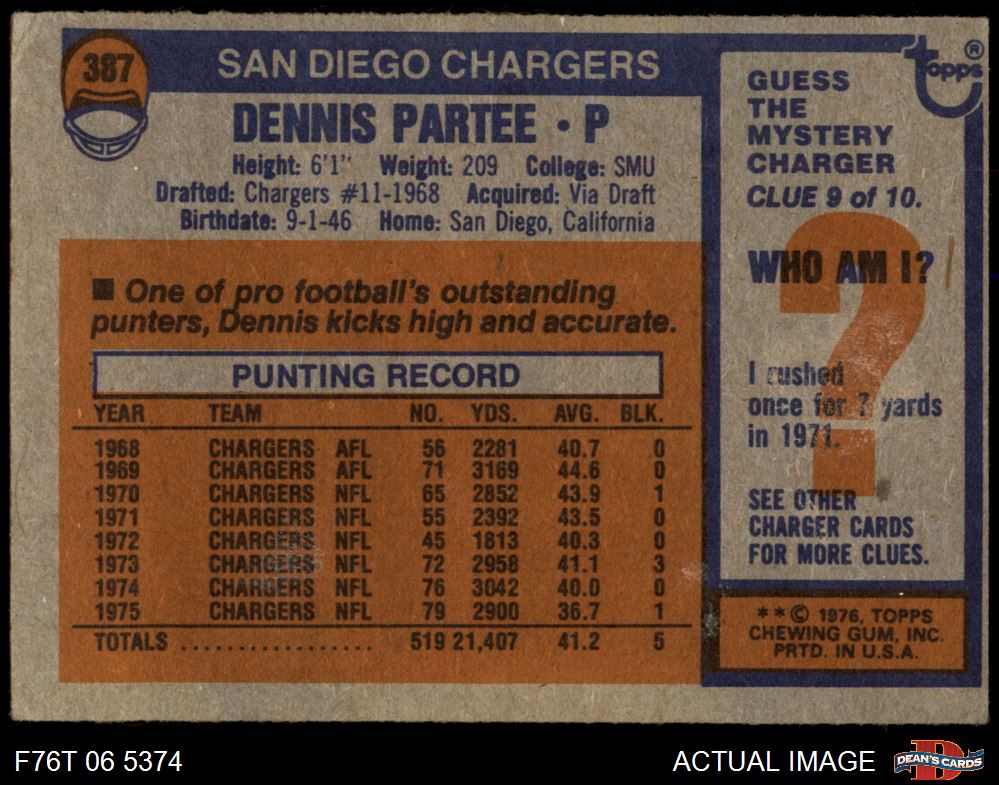 387
SAN DIEGO CHARGERS
DENNIS PARTEE • P
Height: 6'1" Weight: 209 College: SMU
Drafted: Chargers #11-1968 Acquired: Via Draft
Birthdate: 9-1-46 Home: San Diego, California
■ One of pro football's outstanding
punters, Dennis kicks high and accurate.
PUNTING RECORD
YEAR TEAM NO. YDS. AVG. BLK.
1968 CHARGERS AFL 56 2281 40.7 0
1969 CHARGERS AFL 71 3169 44.6 0
1970 CHARGERS NFL 65 2852 43.9 1
1971 CHARGERS NFL 55 2392 43.5 0
1972 CHARGERS NFL 45 1813 40.3 0
1973 CHARGERS NFL 72 2958 41.1 3
1974 CHARGERS NFL 76 3042 40.0 0
1975 CHARGERS NFL 79 2900 36.7 1
TOTALS ................. 519 21,407 41.2 5
topps ®
GUESS
THE
MYSTERY
CHARGER
CLUE 9 of 10.
WHO AM I?
?
I rushed
once for 7 yards
in 1971.
SEE OTHER
CHARGER CARDS
FOR MORE CLUES.
**© 1976, TOPPS
CHEWING GUM, INC.
PRTD. IN U.S.A.
F76T 06 5374
ACTUAL IMAGE
D
DEAN'S CARDS